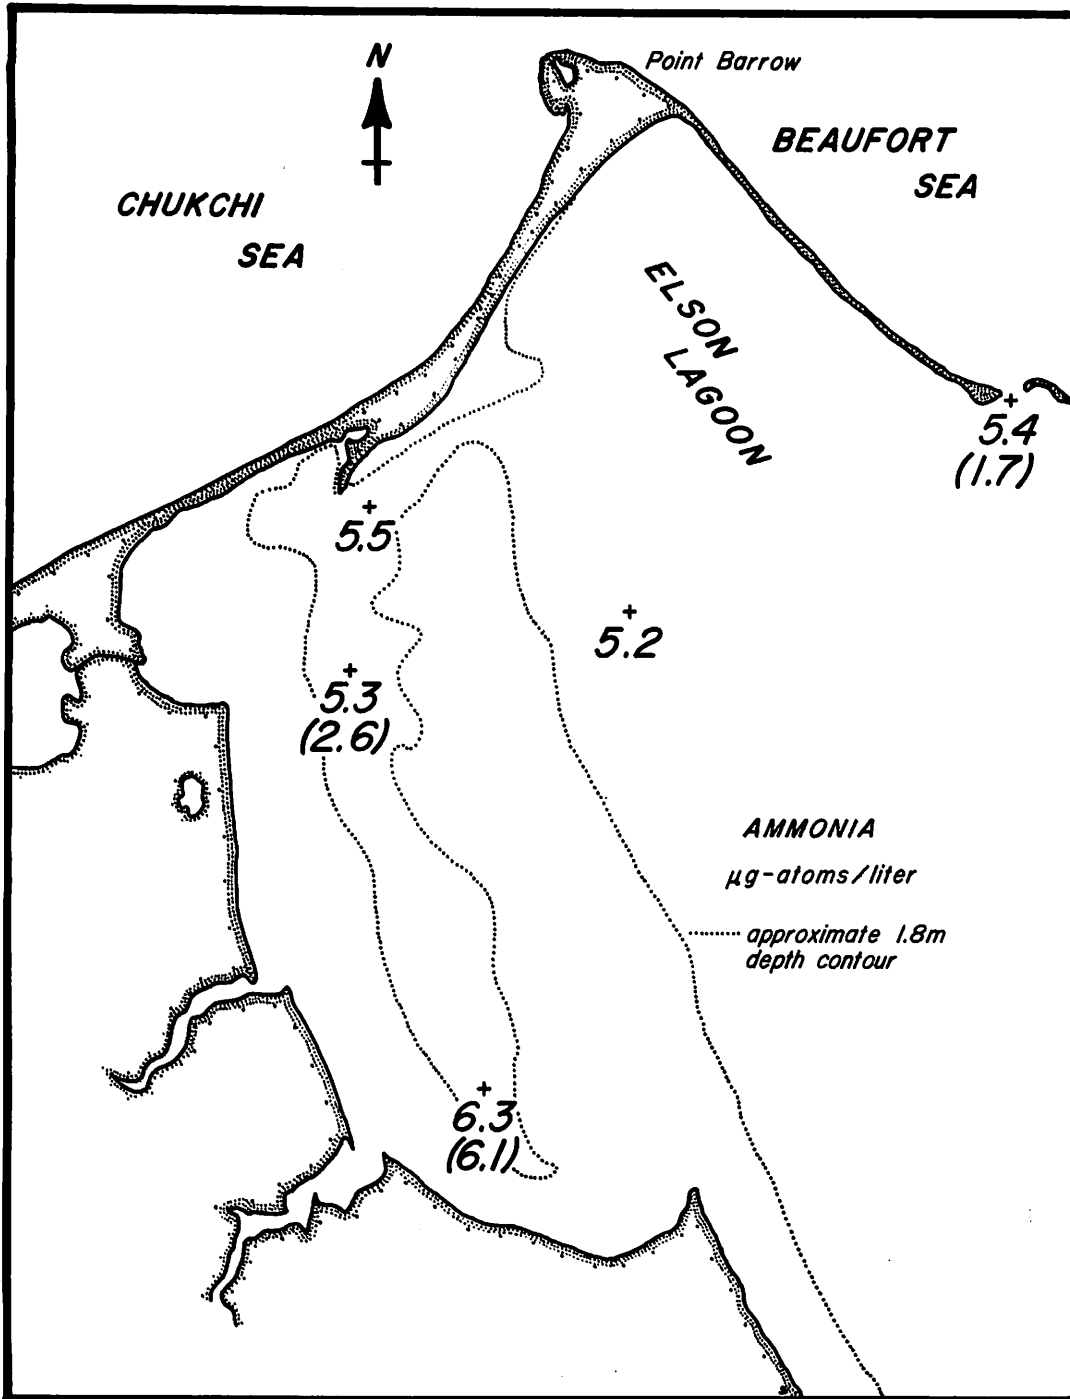 N
Point Barrow
BEAUFORT
SEA
CHUKCHI
SEA
ELSON
LAGOON
5.4
(1.7)
5.5
5.2
5.3
(2.6)
AMMONIA
µg-atoms/liter
approximate 1.8m
depth contour
6.3
(6.1)